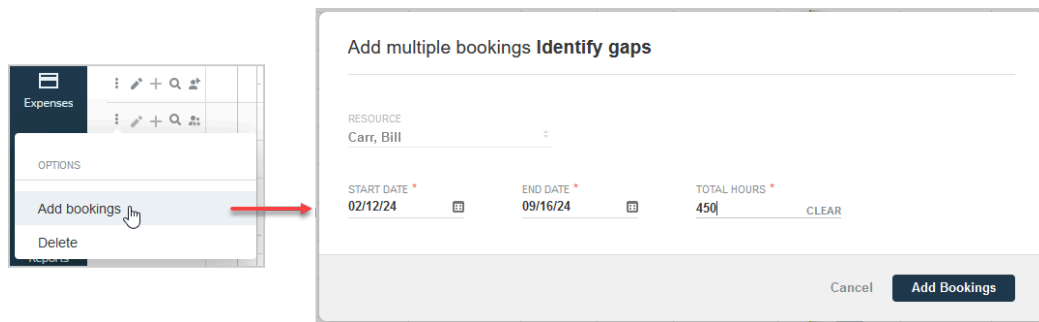 Expenses
OPTIONS
Add bookings
Delete
Reports
Add multiple bookings Identify gaps
RESOURCE
Carr, Bill
START DATE * END DATE * TOTAL HOURS *
02/12/24 09/16/24 450 CLEAR
Cancel Add Bookings